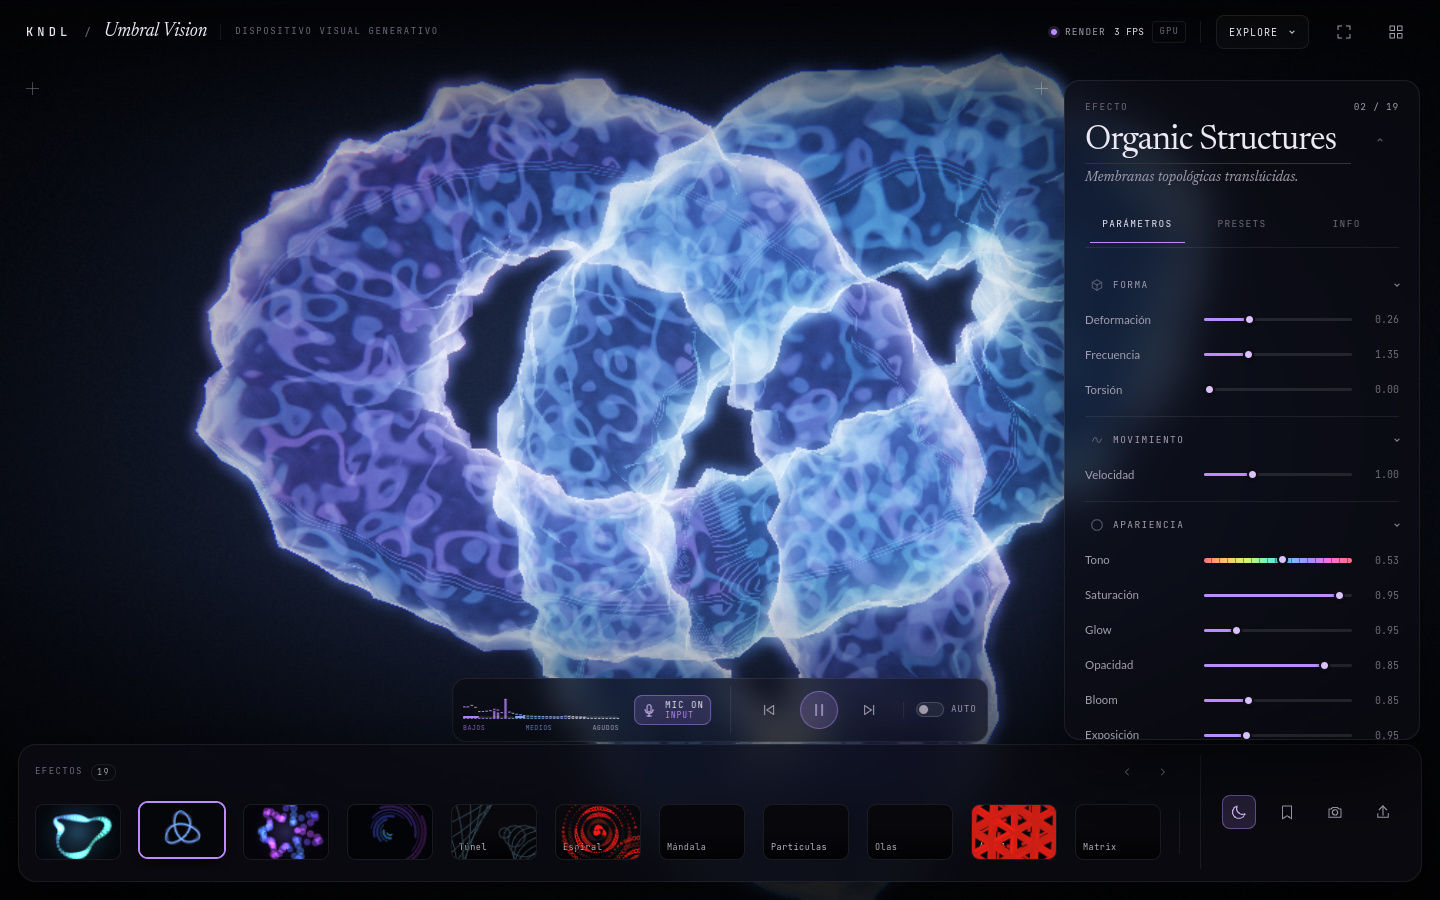 KNDL / Umbral Vision DISPOSITIVO VISUAL GENERATIVO
RENDER 3 FPS GPU EXPLORE
EFECTO 02 / 19
Organic Structures
Membranas topológicas translúcidas.
PARÁMETROS PRESETS INFO
FORMA
Deformación 0.26
Frecuencia 1.35
Torsión 0.00
MOVIMIENTO
Velocidad 1.00
APARIENCIA
Tono 0.53
Saturación 0.95
Glow 0.95
Opacidad 0.85
Bloom 0.85
Exposición 0.95
MIC ON
INPUT
BAJOS MEDIOS AGUDOS
AUTO
EFECTOS 19
Túnel Espiral Mándala Partículas Olas Matrix